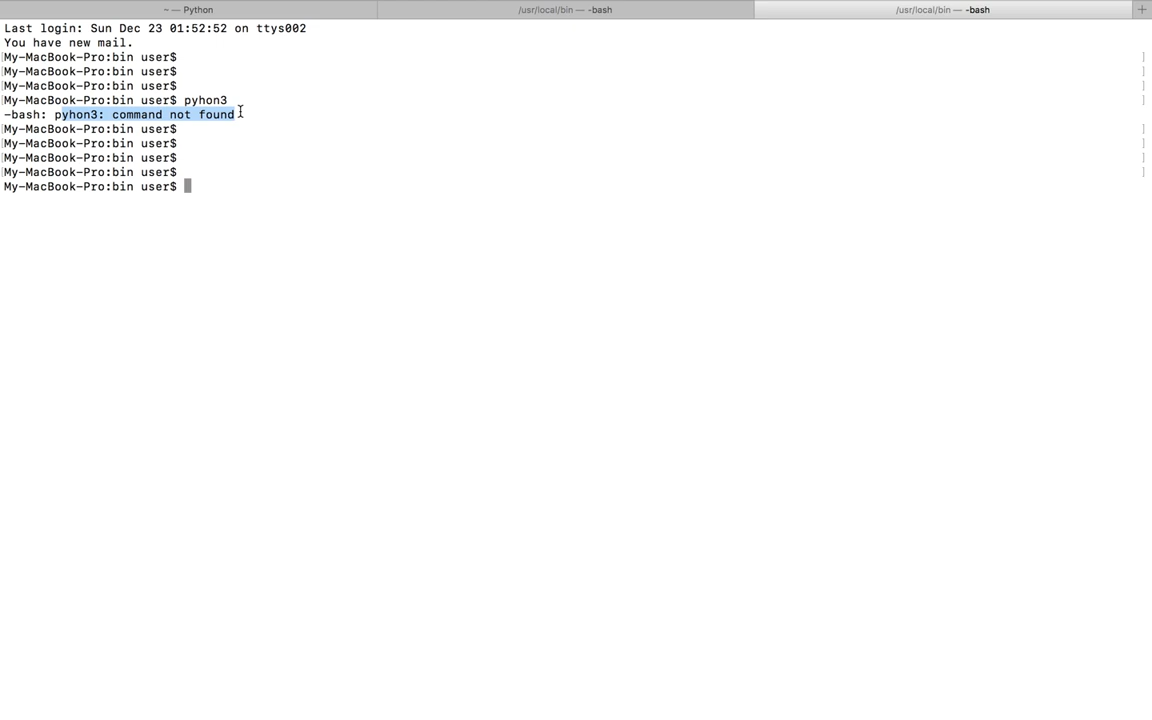 ~ — Python
/usr/local/bin — -bash
/usr/local/bin — -bash
Last login: Sun Dec 23 01:52:52 on ttys002
You have new mail.
[My-MacBook-Pro:bin user$ ]
[My-MacBook-Pro:bin user$ ]
[My-MacBook-Pro:bin user$ ]
[My-MacBook-Pro:bin user$ pyhon3 ]
-bash: pyhon3: command not found
[My-MacBook-Pro:bin user$ ]
[My-MacBook-Pro:bin user$ ]
[My-MacBook-Pro:bin user$ ]
[My-MacBook-Pro:bin user$ ]
My-MacBook-Pro:bin user$